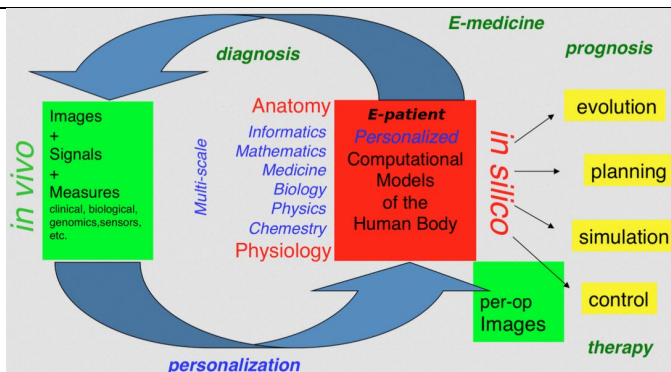 E-medicine
diagnosis
prognosis
in vivo
Images
+
Signals
+
Measures
clinical, biological,
genomics,sensors,
etc.
Multi-scale
Anatomy
Informatics
Mathematics
Medicine
Biology
Physics
Chemestry
Physiology
E-patient
Personalized
Computational
Models
of the
Human Body
in silico
evolution
planning
simulation
control
per-op
Images
therapy
personalization